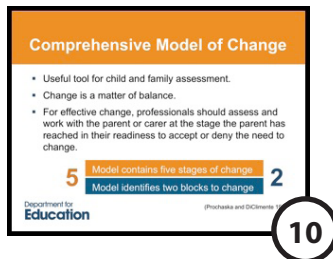 Comprehensive Model of Change
• Useful tool for child and family assessment.
• Change is a matter of balance.
• For effective change, professionals should assess and
work with the parent or carer at the stage the parent has
reached in their readiness to accept or deny the need to
change.
5
Model contains five stages of change
Model identifies two blocks to change
2
Department for
Education
(Prochaska and DiClimente
10